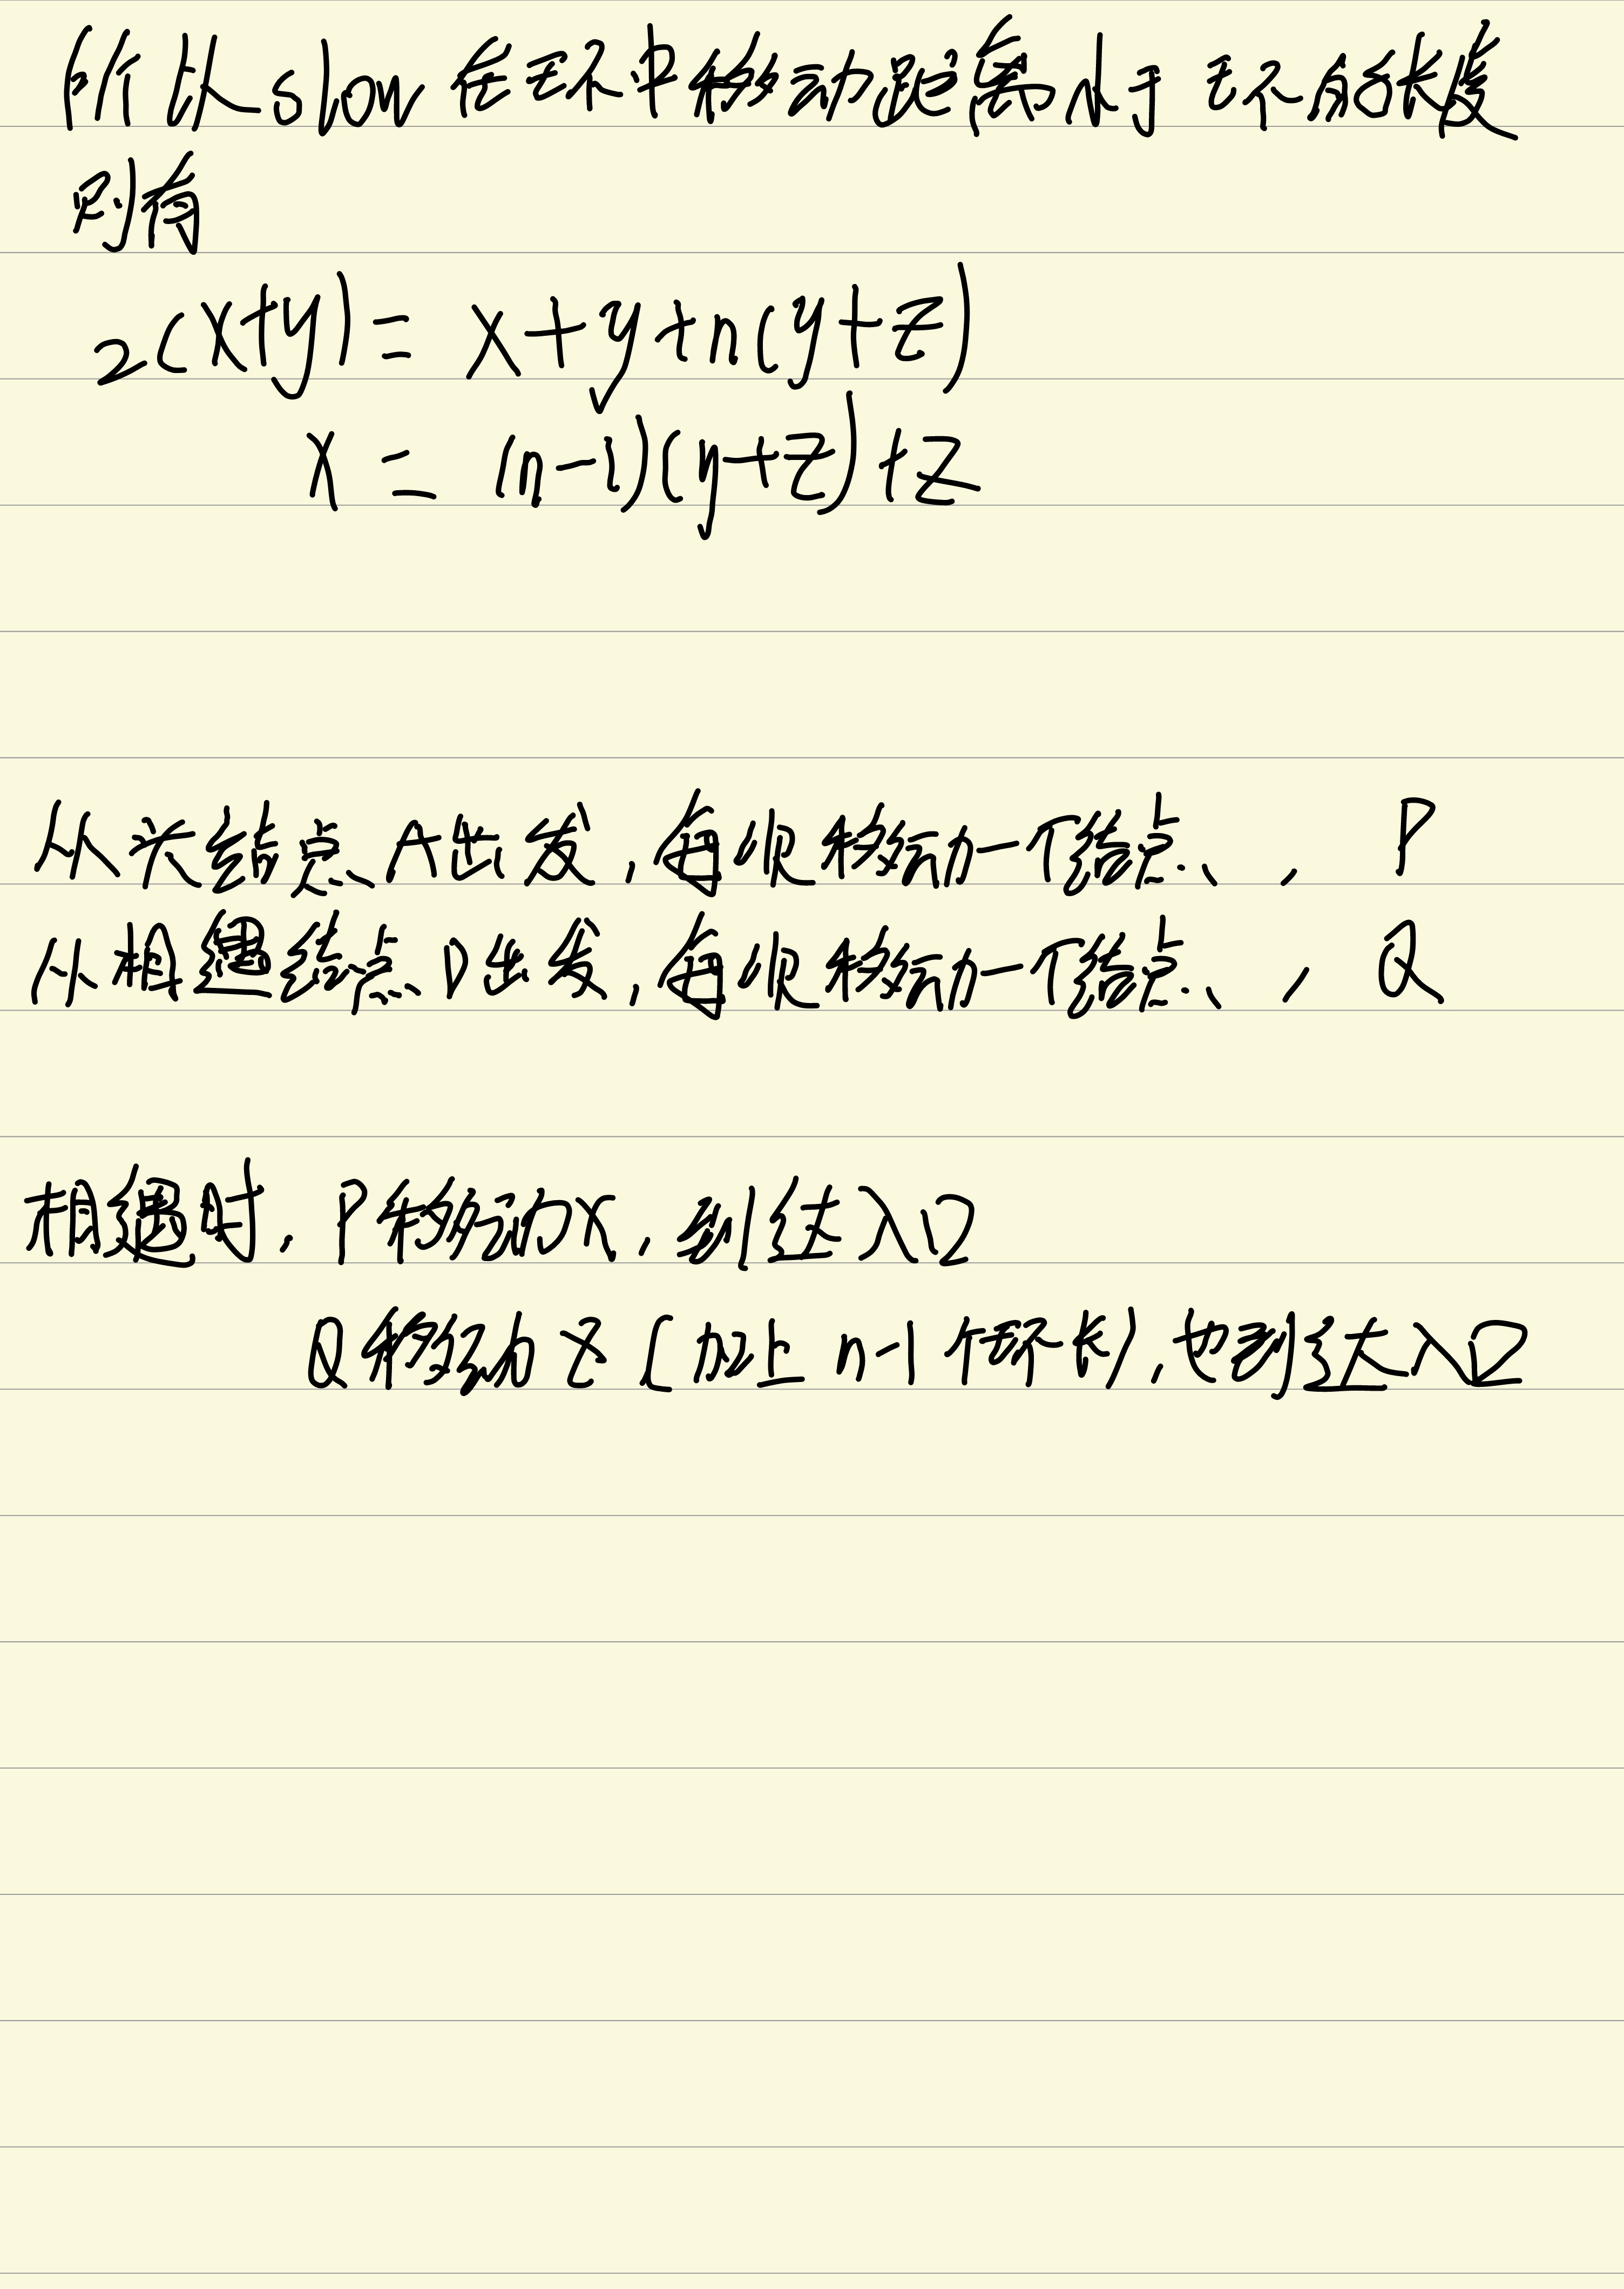 所以slow在环中移动距离小于环的长度
则有
2(x+y)= x+y+n(y+z)
x = (n-1)(y+z)+z
从头结点A出发,每次移动一个结点、, P
从相遇结点D出发,每次移动一个结点、, Q
相遇时,P移动x,到达入口
Q移动z(加上n-1个环长),也到达入口